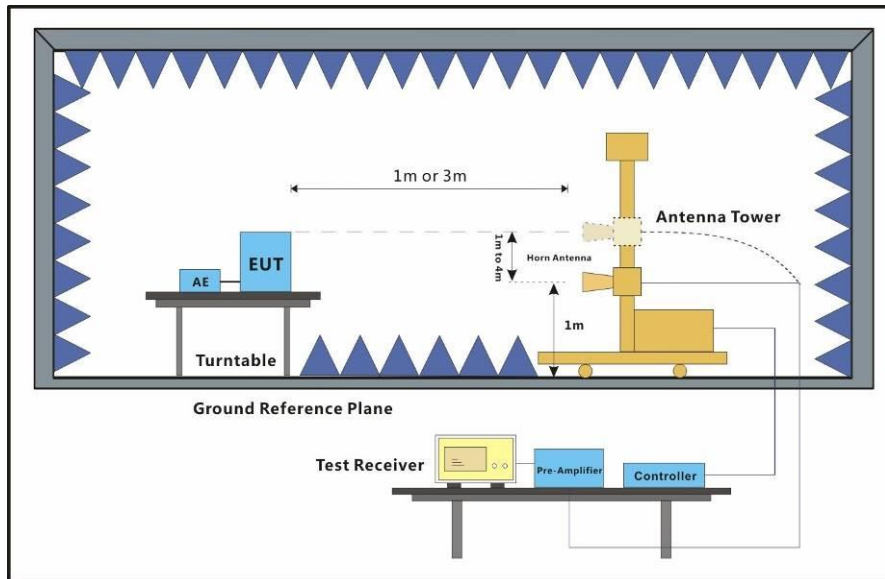 1m or 3m
Antenna Tower
1m to 4m
Horn Antenna
EUT
AE
1m
Turntable
Ground Reference Plane
Test Receiver
Pre-Amplifier
Controller